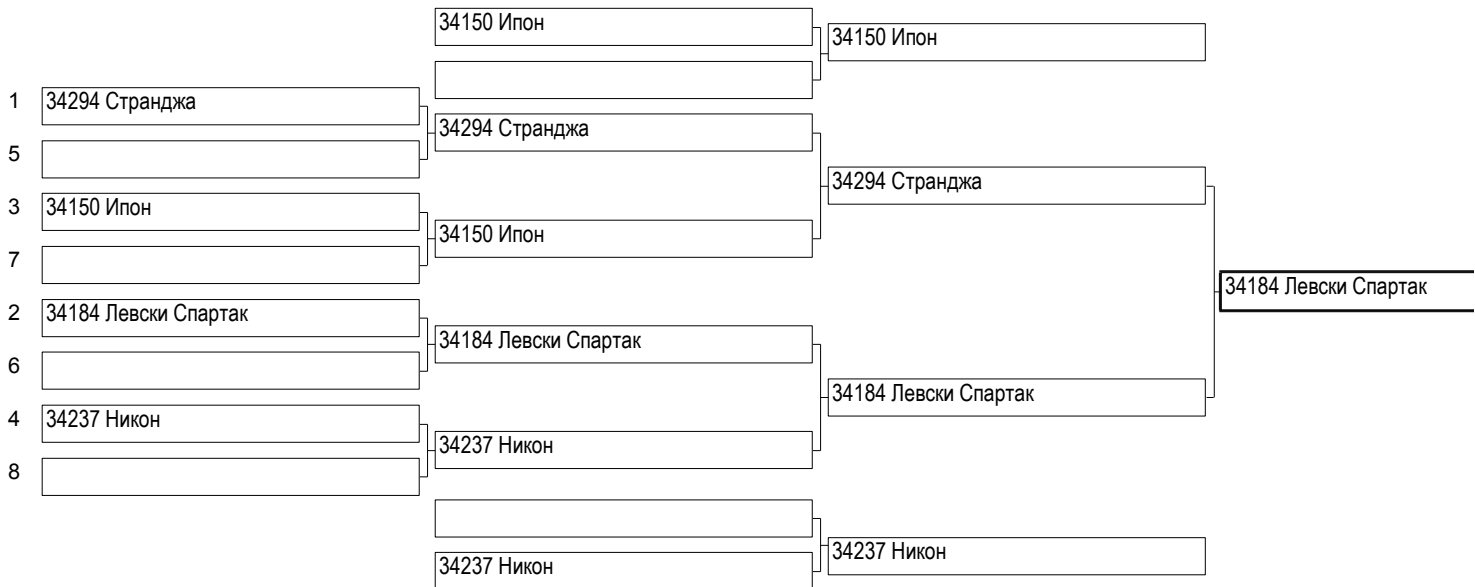 34150 Ипон
34150 Ипон
1 34294 Странджа
34294 Странджа
5
34294 Странджа
3 34150 Ипон
34150 Ипон
7
34184 Левски Спартак
2 34184 Левски Спартак
34184 Левски Спартак
6
34184 Левски Спартак
4 34237 Никон
34237 Никон
8
34237 Никон
34237 Никон